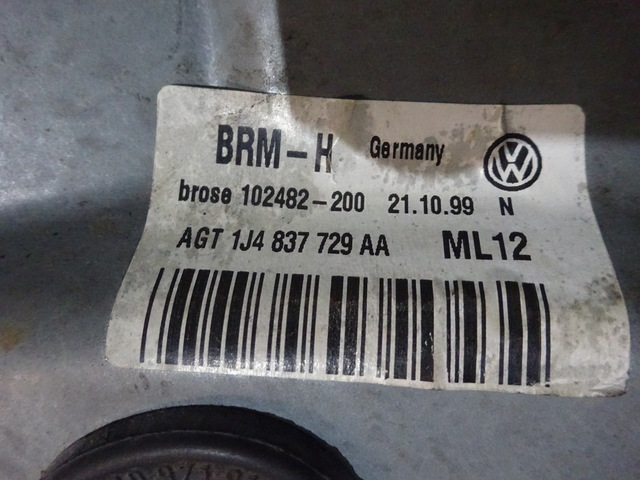 BRM-H Germany
brose 102482-200 21.10.99 N
AGT 1J4 837 729 AA ML12